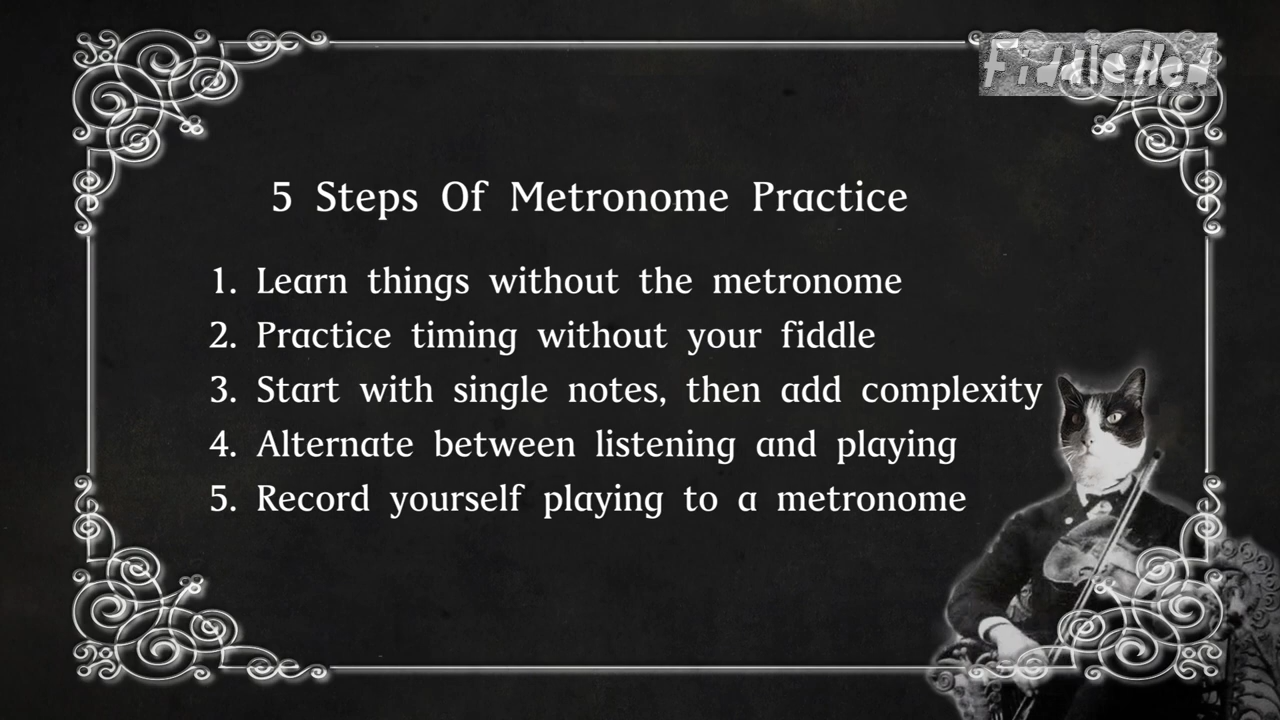 FiddleHed
5 Steps Of Metronome Practice
1. Learn things without the metronome
2. Practice timing without your fiddle
3. Start with single notes, then add complexity
4. Alternate between listening and playing
5. Record yourself playing to a metronome